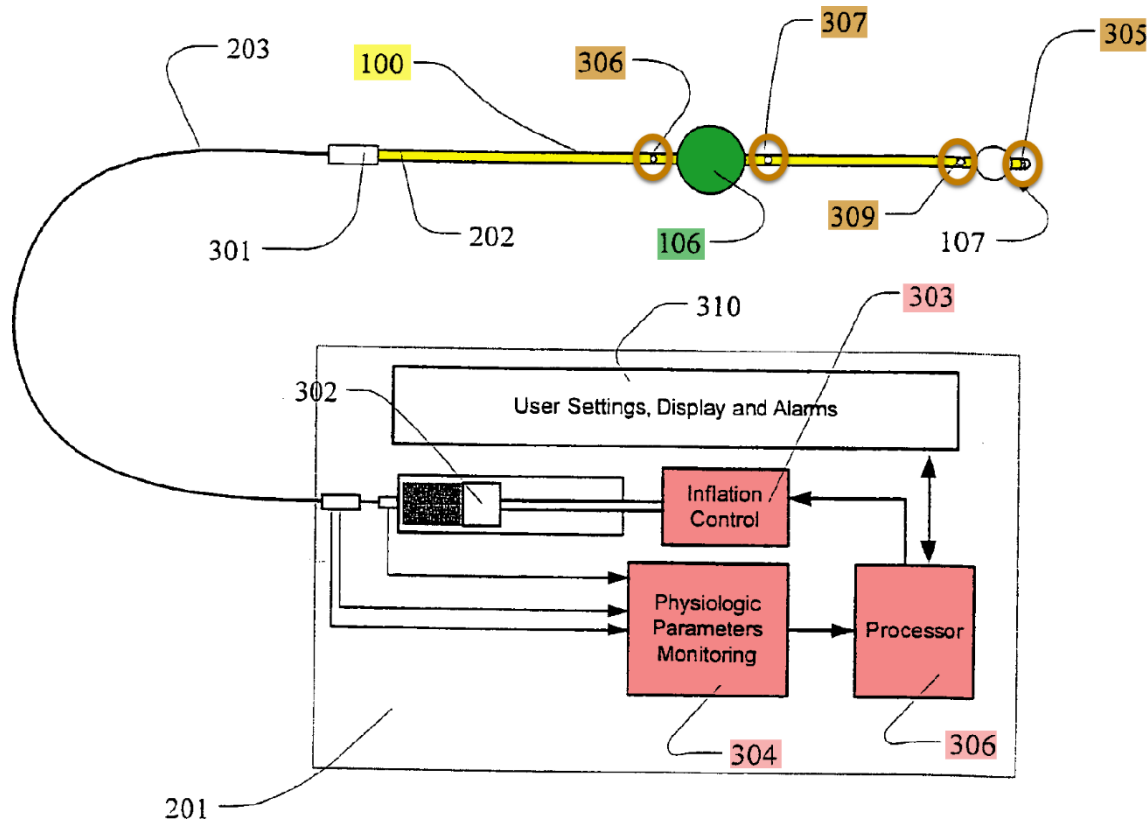 307
305
203
100
306
309
301
202
106
107
303
310
302
User Settings, Display and Alarms
Inflation
Control
Physiologic
Parameters
Monitoring
Processor
304
306
201